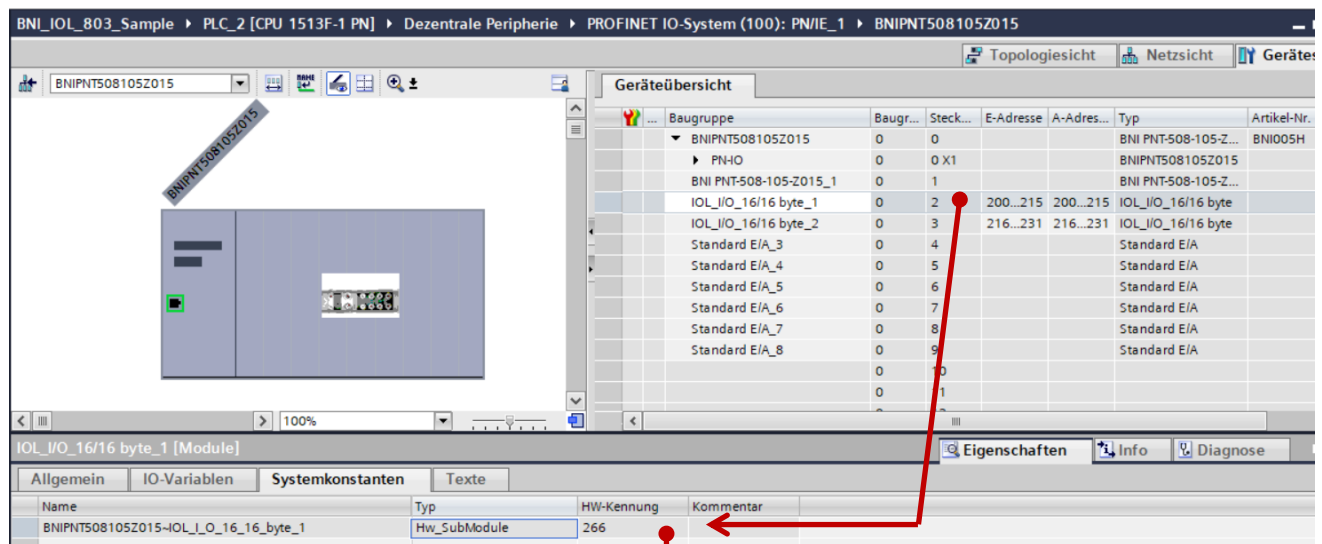 BNI_IOL_803_Sample ▸ PLC_2 [CPU 1513F-1 PN] ▸ Dezentrale Peripherie ▸ PROFINET IO-System (100): PN/IE_1 ▸ BNIPNT508105Z015
Topologiesicht Netzsicht Gerätes
BNIPNT508105Z015
Geräteübersicht
BNIPNT508105Z015
... Baugruppe Baugr... Steck... E-Adresse A-Adres... Typ Artikel-Nr.
BNIPNT508105Z015 0 0 BNI PNT-508-105-Z... BNI005H
PN-IO 0 0 X1 BNIPNT508105Z015
BNI PNT-508-105-Z015_1 0 1 BNI PNT-508-105-Z...
IOL_I/O_16/16 byte_1 0 2 200...215 200...215 IOL_I/O_16/16 byte
IOL_I/O_16/16 byte_2 0 3 216...231 216...231 IOL_I/O_16/16 byte
Standard E/A_3 0 4 Standard E/A
Standard E/A_4 0 5 Standard E/A
Standard E/A_5 0 6 Standard E/A
Standard E/A_6 0 7 Standard E/A
Standard E/A_7 0 8 Standard E/A
Standard E/A_8 0 9 Standard E/A
0
0
100%
IOL_I/O_16/16 byte_1 [Module]
Eigenschaften Info Diagnose
Allgemein IO-Variablen Systemkonstanten Texte
Name Typ HW-Kennung Kommentar
BNIPNT508105Z015~IOL_I_O_16_16_byte_1 Hw_SubModule 266